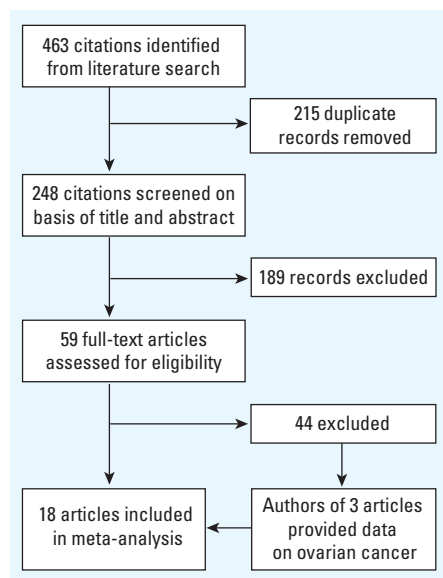 463 citations identified
from literature search
215 duplicate
records removed
248 citations screened on
basis of title and abstract
189 records excluded
59 full-text articles
assessed for eligibility
44 excluded
18 articles included
in meta-analysis
Authors of 3 articles
provided data
on ovarian cancer